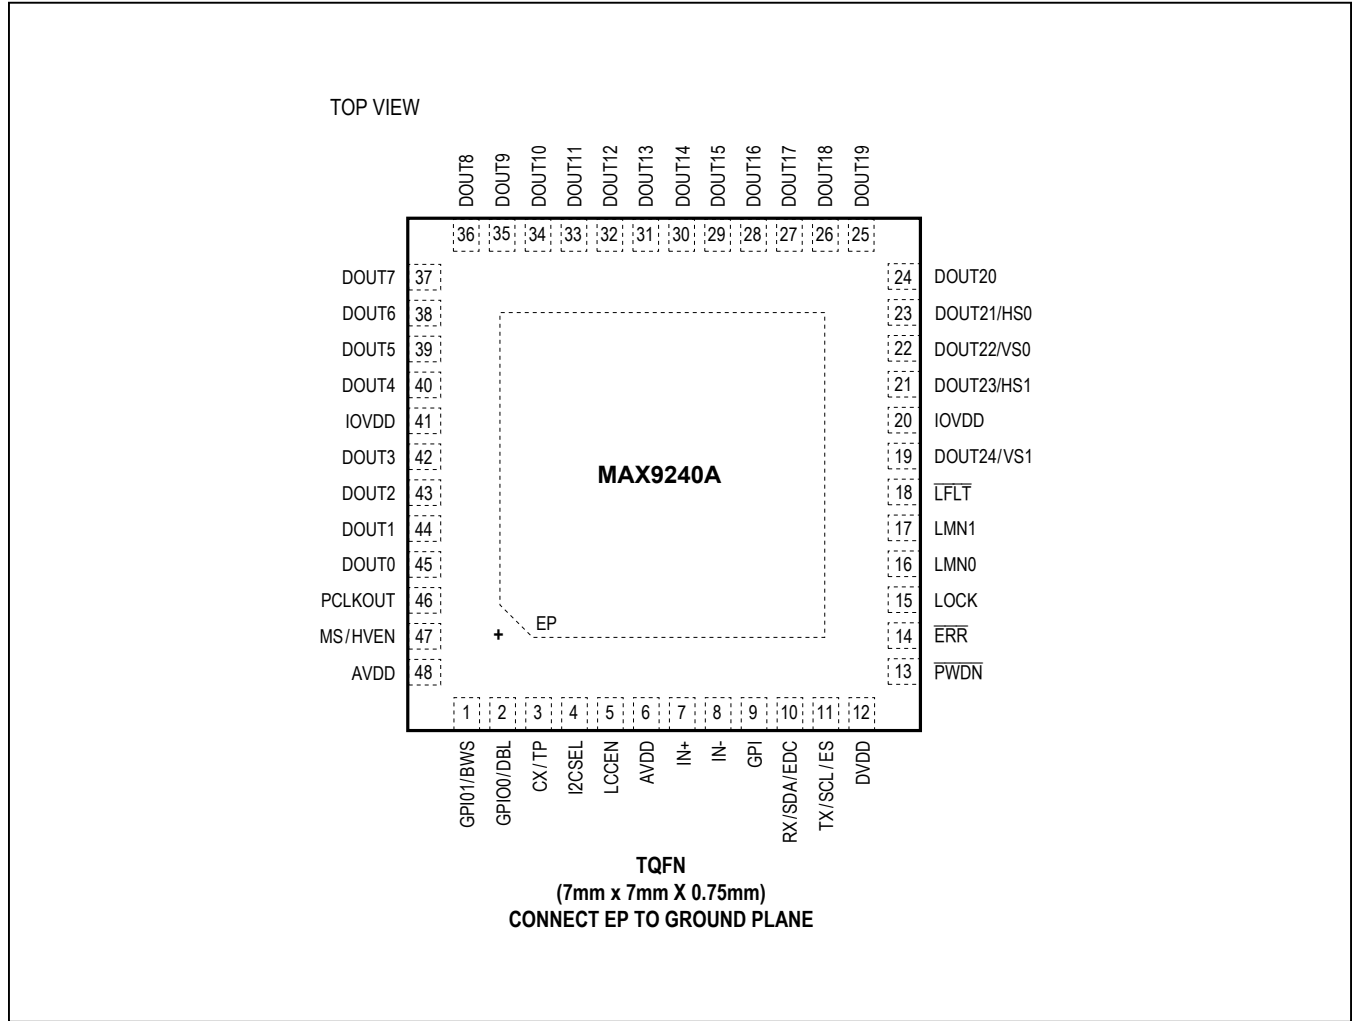 TOP VIEW
DOUT8
DOUT9
DOUT10
DOUT11
DOUT12
DOUT13
DOUT14
DOUT15
DOUT16
DOUT17
DOUT18
DOUT19
36 35 34 33 32 31 30 29 28 27 26 25
DOUT7 37
DOUT6 38
DOUT5 39
DOUT4 40
IOVDD 41
DOUT3 42
DOUT2 43
DOUT1 44
DOUT0 45
PCLKOUT 46
MS/HVEN 47
AVDD 48
MAX9240A
+
EP
24 DOUT20
23 DOUT21/HS0
22 DOUT22/VS0
21 DOUT23/HS1
20 IOVDD
19 DOUT24/VS1
18 LFLT
17 LMN1
16 LMN0
15 LOCK
14 ERR
13 PWDN
1 2 3 4 5 6 7 8 9 10 11 12
GPI01/BWS
GPIO0/DBL
CX/TP
I2CSEL
LCCEN
AVDD
IN+
IN-
GPI
RX/SDA/EDC
TX/SCL/ES
DVDD
TQFN
(7mm x 7mm X 0.75mm)
CONNECT EP TO GROUND PLANE